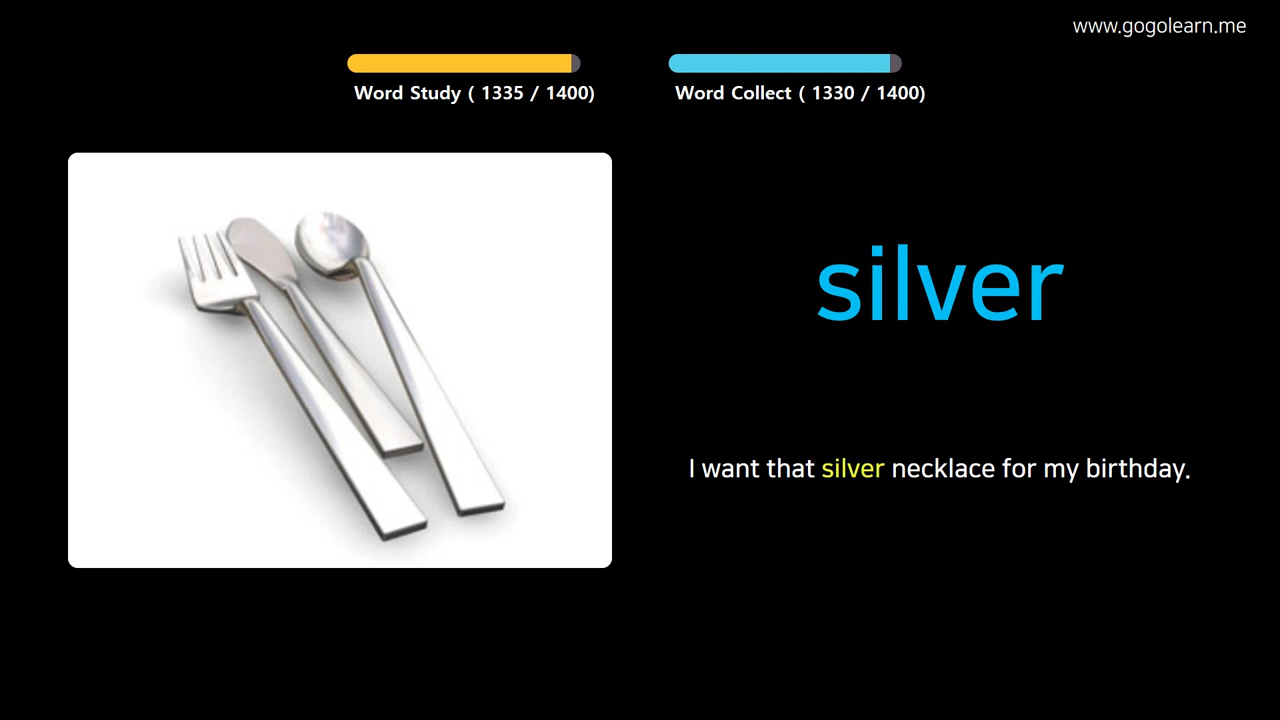 www.gogolearn.me
Word Study ( 1335 / 1400)
Word Collect ( 1330 / 1400)
silver
I want that silver necklace for my birthday.